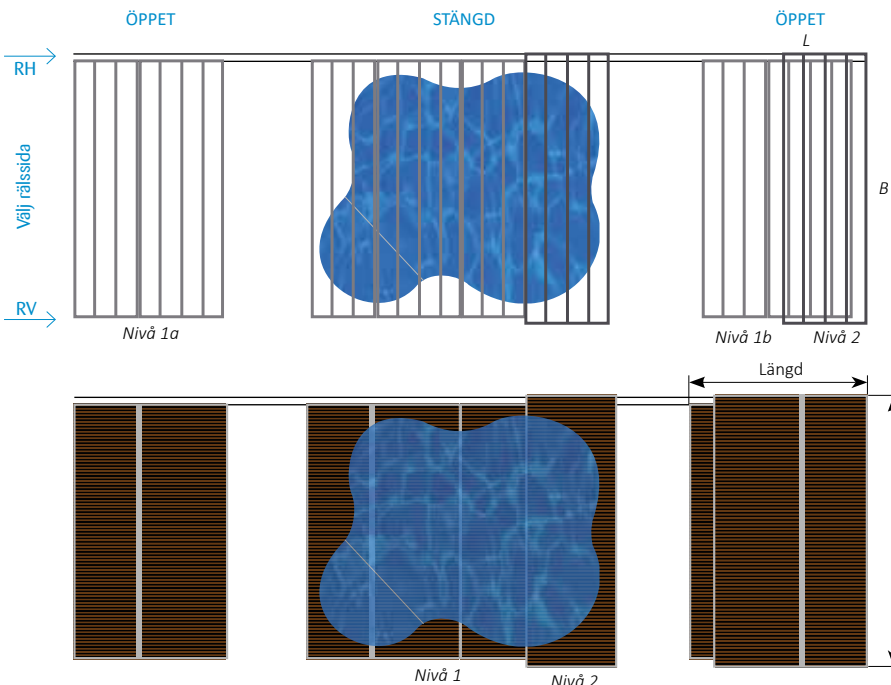 ÖPPET
STÄNGD
ÖPPET
L
RH
Välj rälssida
B
RV
Nivå 1a
Nivå 1b
Nivå 2
Längd
Nivå 1
Nivå 2